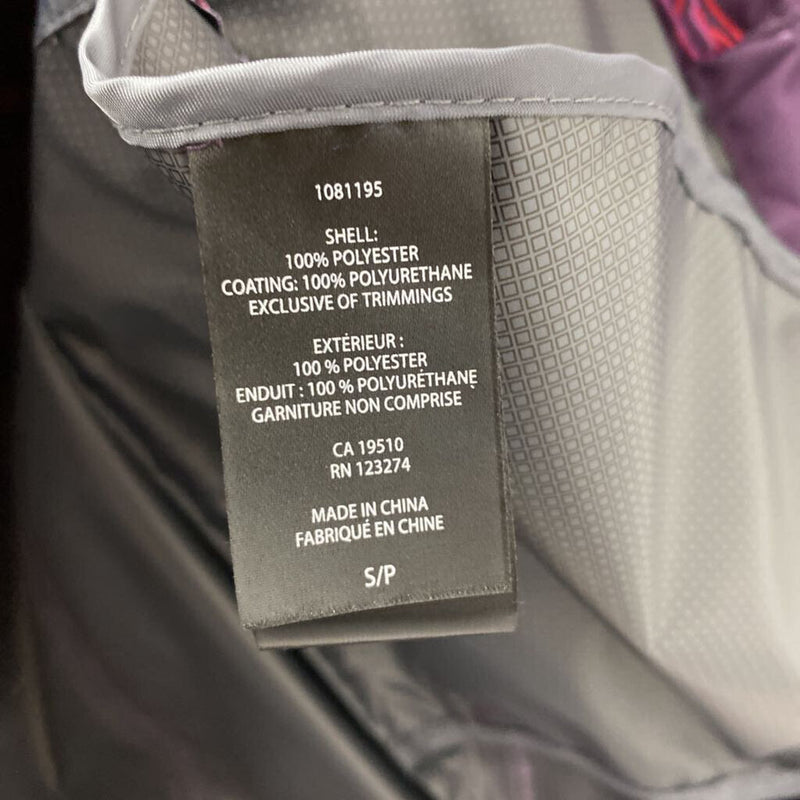 1081195
SHELL:
100% POLYESTER
COATING: 100% POLYURETHANE
EXCLUSIVE OF TRIMMINGS
EXTÉRIEUR :
100 % POLYESTER
ENDUIT : 100 % POLYURÉTHANE
GARNITURE NON COMPRISE
CA 19510
RN 123274
MADE IN CHINA
FABRIQUÉ EN CHINE
S/P